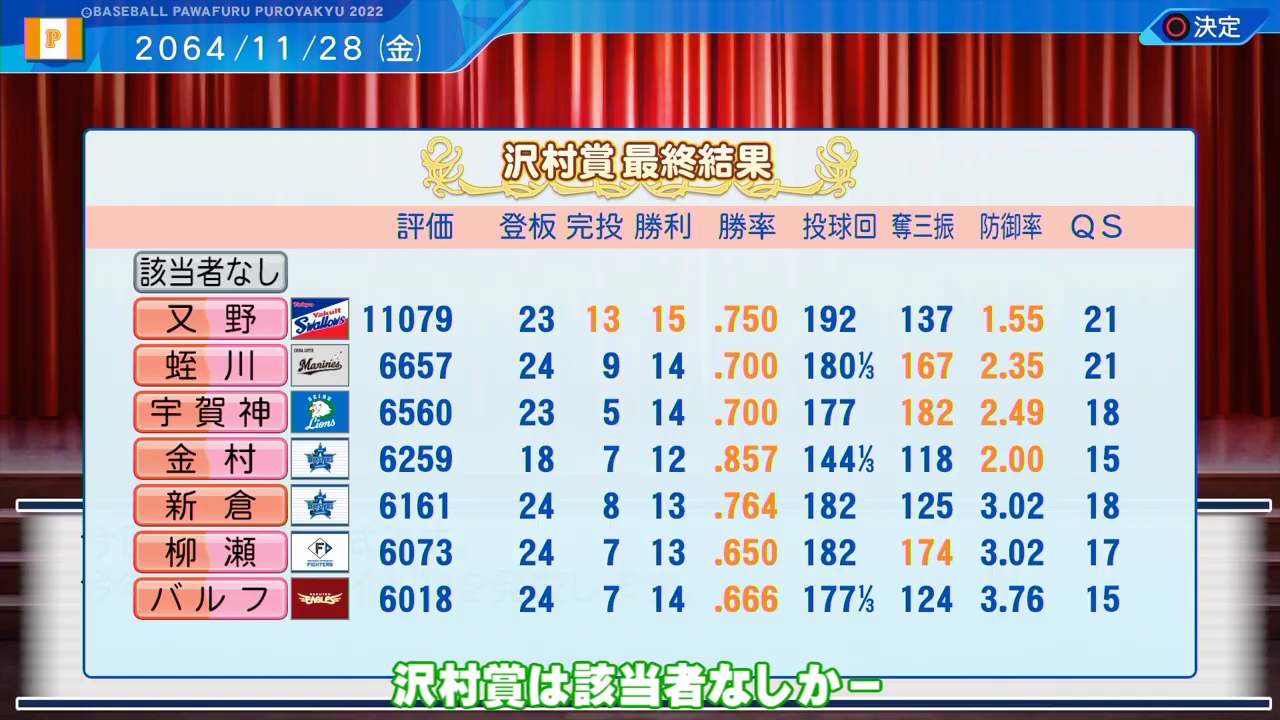 ©BASEBALL PAWAFURU PUROYAKYU 2022
P
2064/11/28 (金)
決定
沢村賞 最終結果
評価 登板 完投 勝利 勝率 投球回 奪三振 防御率 QS
該当者なし
又野 Yakult Swallows 11079 23 13 15 .750 192 137 1.55 21
蛭川 Marines 6657 24 9 14 .700 180⅓ 167 2.35 21
宇賀神 SEIBU Lions 6560 23 5 14 .700 177 182 2.49 18
金村 6259 18 7 12 .857 144⅓ 118 2.00 15
新倉 6161 24 8 13 .764 182 125 3.02 18
柳瀬 F FIGHTERS 6073 24 7 13 .650 182 174 3.02 17
バルフ EAGLES 6018 24 7 14 .666 177⅓ 124 3.76 15
沢村賞は該当者なしかー